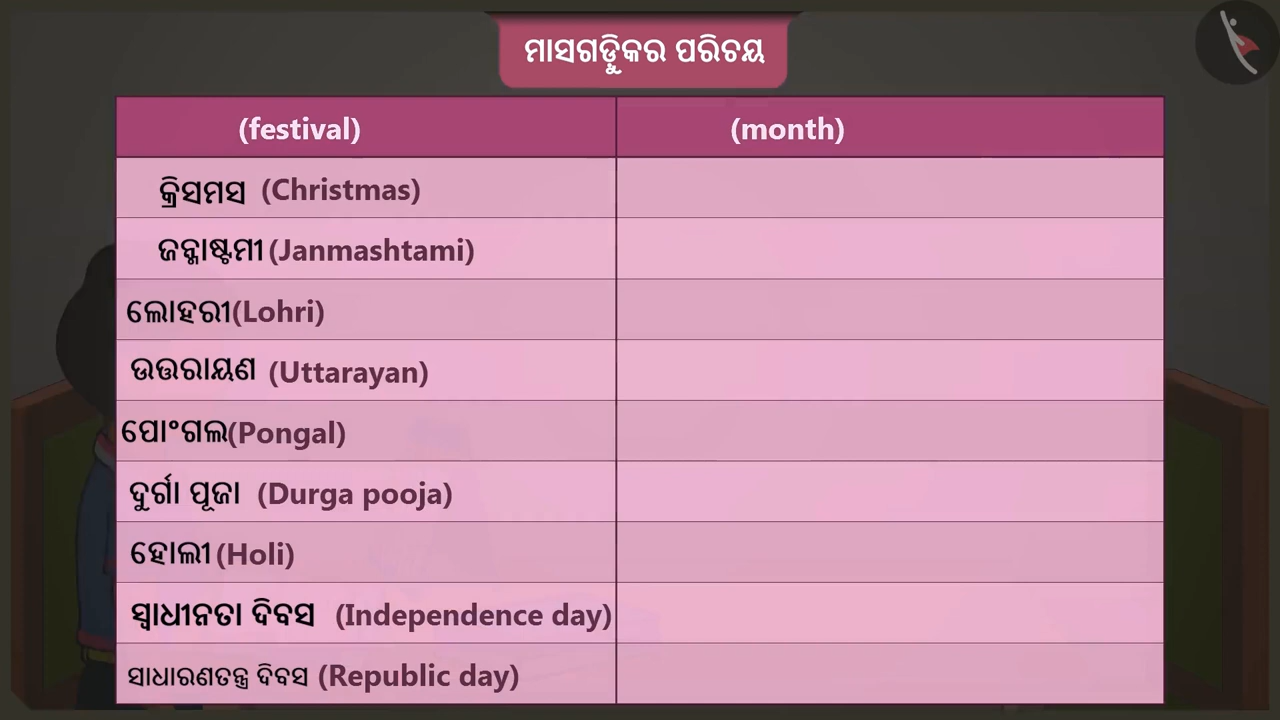 ମାସଗୁଡ଼ିକର ପରିଚୟ
(festival) (month)
କ୍ରିସମସ (Christmas)
ଜନ୍ମାଷ୍ଟମୀ (Janmashtami)
ଲୋହରୀ(Lohri)
ଉତ୍ତରାୟଣ (Uttarayan)
ପୋଂଗଲ(Pongal)
ଦୁର୍ଗା ପୂଜା (Durga pooja)
ହୋଲୀ (Holi)
ସ୍ଵାଧୀନତା ଦିବସ (Independence day)
ସାଧାରଣତନ୍ତ୍ର ଦିବସ (Republic day)